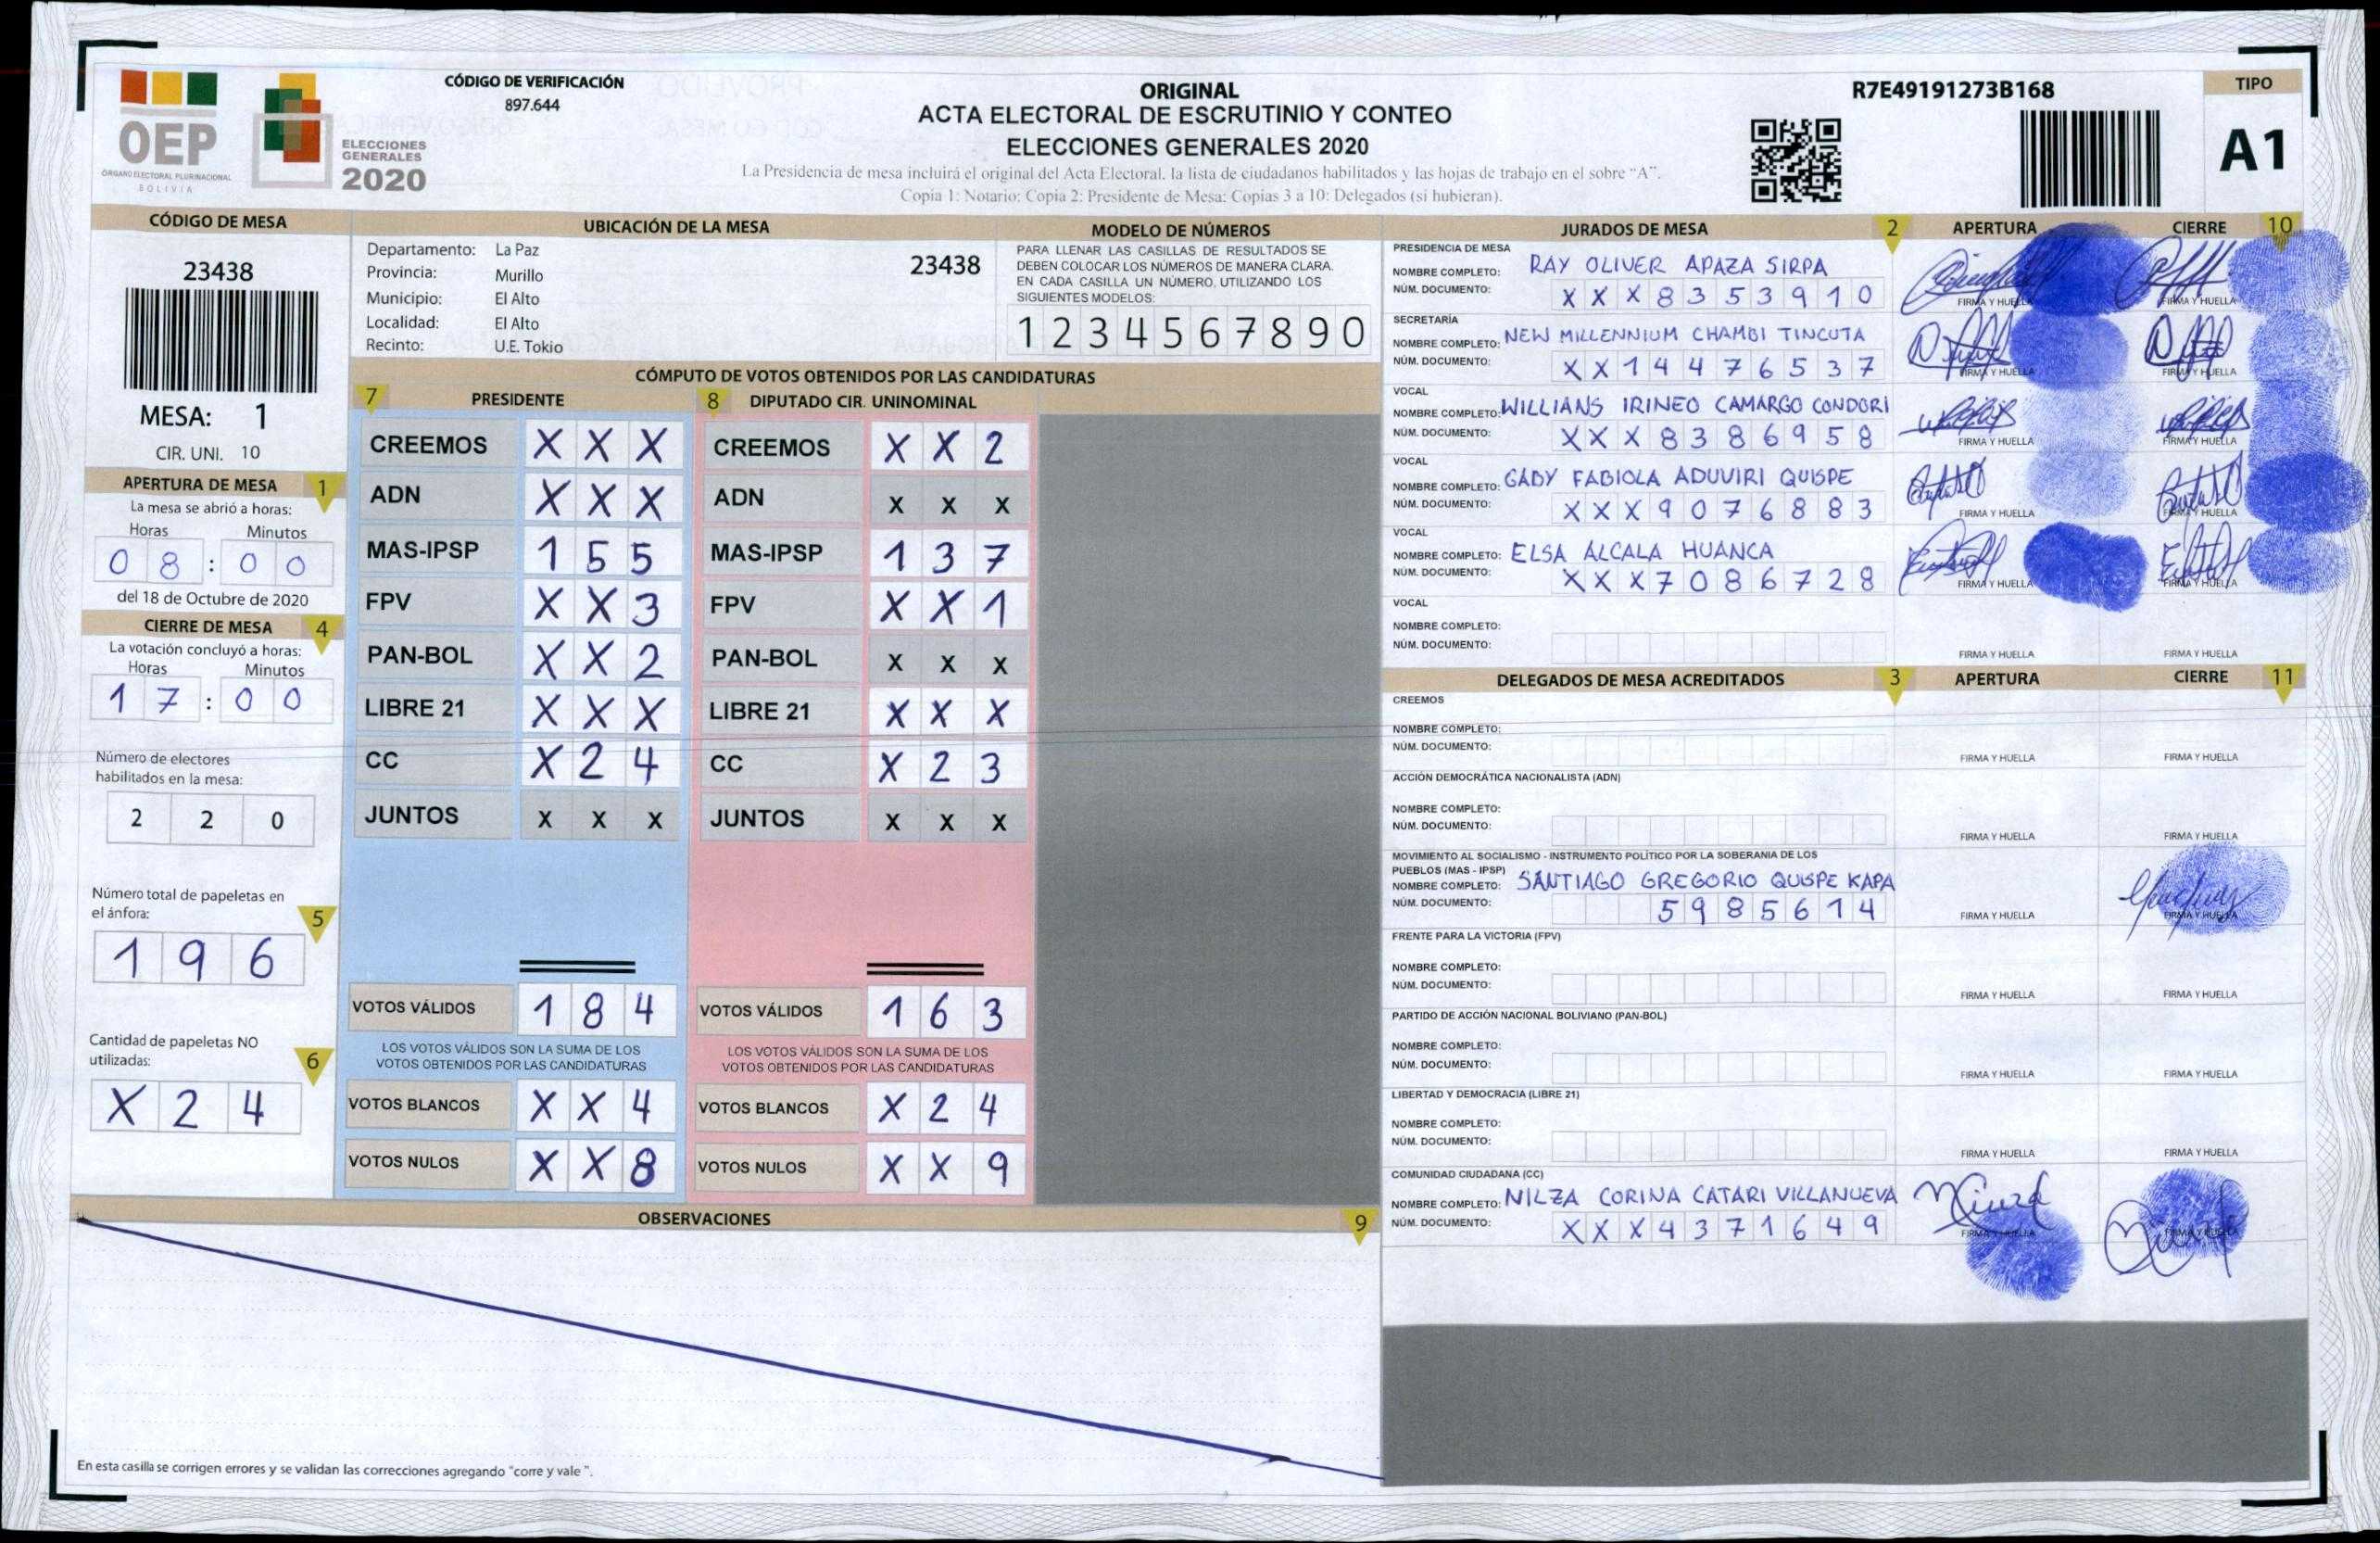 OEP
ÓRGANO ELECTORAL PLURINACIONAL
BOLIVIA
ELECCIONES
GENERALES
2020
CÓDIGO DE VERIFICACIÓN
897.644
ORIGINAL
ACTA ELECTORAL DE ESCRUTINIO Y CONTEO
ELECCIONES GENERALES 2020
La Presidencia de mesa incluirá el original del Acta Electoral, la lista de ciudadanos habilitados y las hojas de trabajo en el sobre "A".
Copia 1: Notario; Copia 2: Presidente de Mesa; Copias 3 a 10: Delegados (si hubieran).
R7E49191273B168
TIPO
A1
CÓDIGO DE MESA
23438
MESA: 1
CIR. UNI. 10
APERTURA DE MESA 1
La mesa se abrió a horas:
Horas Minutos
0 8 : 0 0
del 18 de Octubre de 2020
CIERRE DE MESA 4
La votación concluyó a horas:
Horas Minutos
1 7 : 0 0
Número de electores
habilitados en la mesa:
2 2 0
Número total de papeletas en
el ánfora: 5
1 9 6
Cantidad de papeletas NO
utilizadas: 6
X 2 4
UBICACIÓN DE LA MESA
Departamento: La Paz
Provincia: Murillo
Municipio: El Alto
Localidad: El Alto
Recinto: U.E. Tokio
23438
MODELO DE NÚMEROS
PARA LLENAR LAS CASILLAS DE RESULTADOS SE
DEBEN COLOCAR LOS NÚMEROS DE MANERA CLARA.
EN CADA CASILLA UN NÚMERO, UTILIZANDO LOS
SIGUIENTES MODELOS:
1 2 3 4 5 6 7 8 9 0
CÓMPUTO DE VOTOS OBTENIDOS POR LAS CANDIDATURAS
7 PRESIDENTE
CREEMOS X X X
ADN X X X
MAS-IPSP 1 5 5
FPV X X 3
PAN-BOL X X 2
LIBRE 21 X X X
CC X 2 4
JUNTOS X X X
VOTOS VÁLIDOS 1 8 4
LOS VOTOS VÁLIDOS SON LA SUMA DE LOS
VOTOS OBTENIDOS POR LAS CANDIDATURAS
VOTOS BLANCOS X X 4
VOTOS NULOS X X 8
8 DIPUTADO CIR. UNINOMINAL
CREEMOS X X 2
ADN X X X
MAS-IPSP 1 3 7
FPV X X 1
PAN-BOL X X X
LIBRE 21 X X X
CC X 2 3
JUNTOS X X X
VOTOS VÁLIDOS 1 6 3
LOS VOTOS VÁLIDOS SON LA SUMA DE LOS
VOTOS OBTENIDOS POR LAS CANDIDATURAS
VOTOS BLANCOS X 2 4
VOTOS NULOS X X 9
OBSERVACIONES 9
En esta casilla se corrigen errores y se validan las correcciones agregando "corre y vale ".
JURADOS DE MESA 2 APERTURA CIERRE 10
PRESIDENCIA DE MESA
NOMBRE COMPLETO: RAY OLIVER APAZA SIRPA
NÚM. DOCUMENTO: X X X 8 3 5 3 9 1 0
FIRMA Y HUELLA FIRMA Y HUELLA
SECRETARÍA
NOMBRE COMPLETO: NEW MILLENNIUM CHAMBI TINCUTA
NÚM. DOCUMENTO: X X 1 4 4 7 6 5 3 7
FIRMA Y HUELLA FIRMA Y HUELLA
VOCAL
NOMBRE COMPLETO: WILLIANS IRINEO CAMARGO CONDORI
NÚM. DOCUMENTO: X X X 8 3 8 6 9 5 8
FIRMA Y HUELLA FIRMA Y HUELLA
VOCAL
NOMBRE COMPLETO: GADY FABIOLA ADUVIRI QUISPE
NÚM. DOCUMENTO: X X X 9 0 7 6 8 8 3
FIRMA Y HUELLA FIRMA Y HUELLA
VOCAL
NOMBRE COMPLETO: ELSA ALCALA HUANCA
NÚM. DOCUMENTO: X X X 7 0 8 6 7 2 8
FIRMA Y HUELLA FIRMA Y HUELLA
VOCAL
NOMBRE COMPLETO:
NÚM. DOCUMENTO:
FIRMA Y HUELLA FIRMA Y HUELLA
DELEGADOS DE MESA ACREDITADOS 3 APERTURA CIERRE 11
CREEMOS
NOMBRE COMPLETO:
NÚM. DOCUMENTO:
FIRMA Y HUELLA FIRMA Y HUELLA
ACCIÓN DEMOCRÁTICA NACIONALISTA (ADN)
NOMBRE COMPLETO:
NÚM. DOCUMENTO:
FIRMA Y HUELLA FIRMA Y HUELLA
MOVIMIENTO AL SOCIALISMO - INSTRUMENTO POLÍTICO POR LA SOBERANIA DE LOS
PUEBLOS (MAS - IPSP)
NOMBRE COMPLETO: SANTIAGO GREGORIO QUISPE KAPA
NÚM. DOCUMENTO: 5 9 8 5 6 1 4
FIRMA Y HUELLA FIRMA Y HUELLA
FRENTE PARA LA VICTORIA (FPV)
NOMBRE COMPLETO:
NÚM. DOCUMENTO:
FIRMA Y HUELLA FIRMA Y HUELLA
PARTIDO DE ACCIÓN NACIONAL BOLIVIANO (PAN-BOL)
NOMBRE COMPLETO:
NÚM. DOCUMENTO:
FIRMA Y HUELLA FIRMA Y HUELLA
LIBERTAD Y DEMOCRACIA (LIBRE 21)
NOMBRE COMPLETO:
NÚM. DOCUMENTO:
FIRMA Y HUELLA FIRMA Y HUELLA
COMUNIDAD CIUDADANA (CC)
NOMBRE COMPLETO: NILZA CORINA CATARI VILLANUEVA
NÚM. DOCUMENTO: X X X 4 3 7 1 6 4 9
FIRMA Y HUELLA FIRMA Y HUELLA